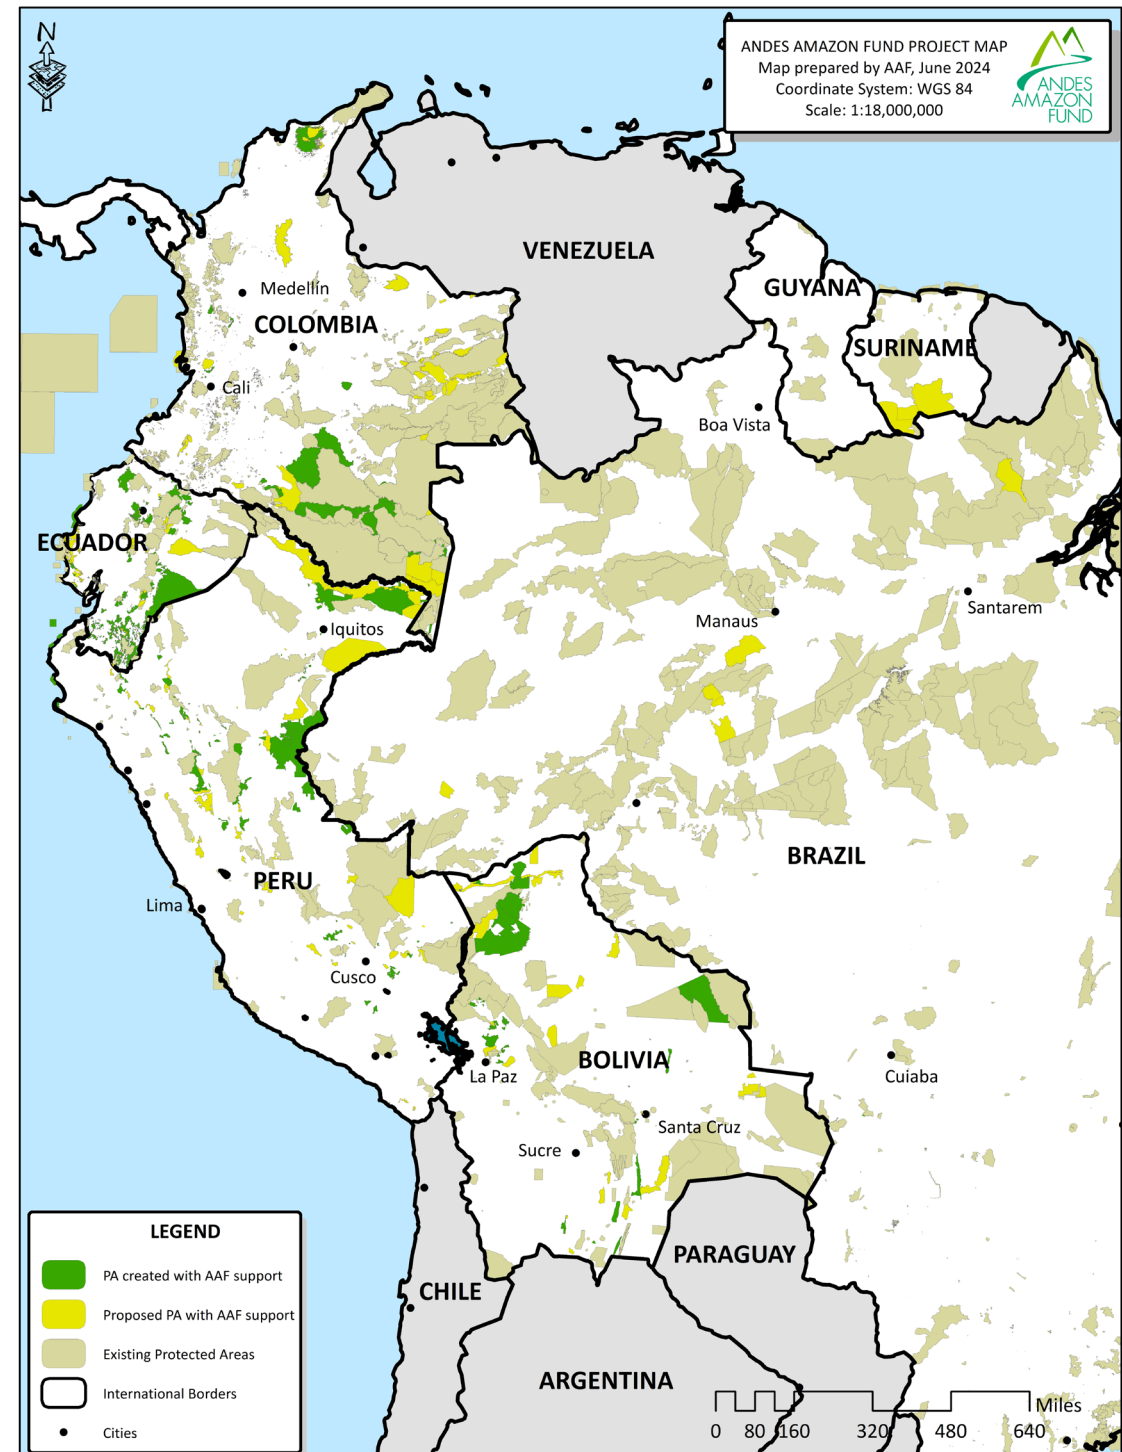 N
ANDES AMAZON FUND PROJECT MAP
Map prepared by AAF, June 2024
Coordinate System: WGS 84
Scale: 1:18,000,000
ANDES
AMAZON
FUND
VENEZUELA
GUYANA
Medellín
COLOMBIA
SURINAME
Cali
Boa Vista
ECUADOR
Santarem
Manaus
Iquitos
BRAZIL
PERU
Lima
Cusco
BOLIVIA
La Paz
Cuiaba
Santa Cruz
Sucre
PARAGUAY
CHILE
ARGENTINA
LEGEND
PA created with AAF support
Proposed PA with AAF support
Existing Protected Areas
International Borders
Cities
Miles
0 80 160 320 480 640